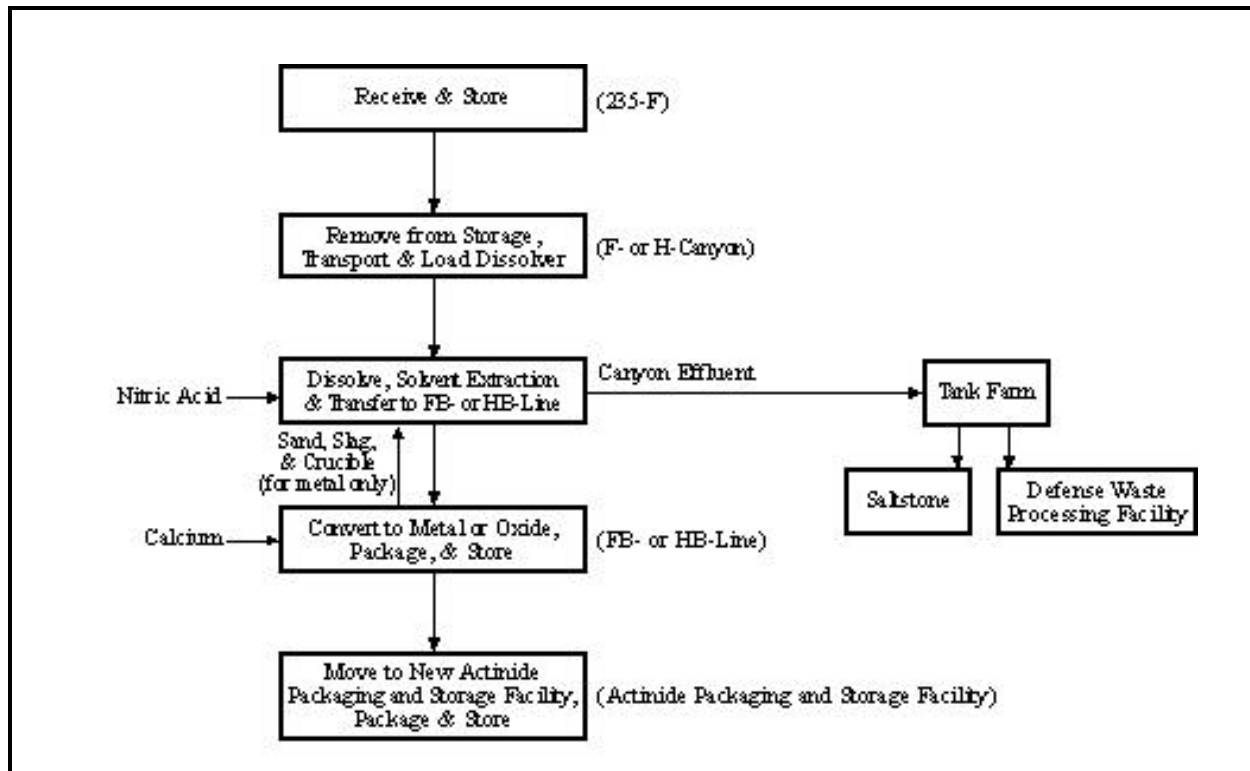 Receive & Store
(235-F)
Remove from Storage,
Transport & Load Dissolver
(F- or H-Canyon)
Nitric Acid
Dissolve, Solvent Extraction
& Transfer to FB- or HB-Line
Canyon Effluent
Tank Farm
Sand, Slag,
& Crucible
(for metal only)
Saltstone
Defense Waste
Processing Facility
Calcium
Convert to Metal or Oxide,
Package, & Store
(FB- or HB-Line)
Move to New Actinide
Packaging and Storage Facility,
Package & Store
(Actinide Packaging and Storage Facility)